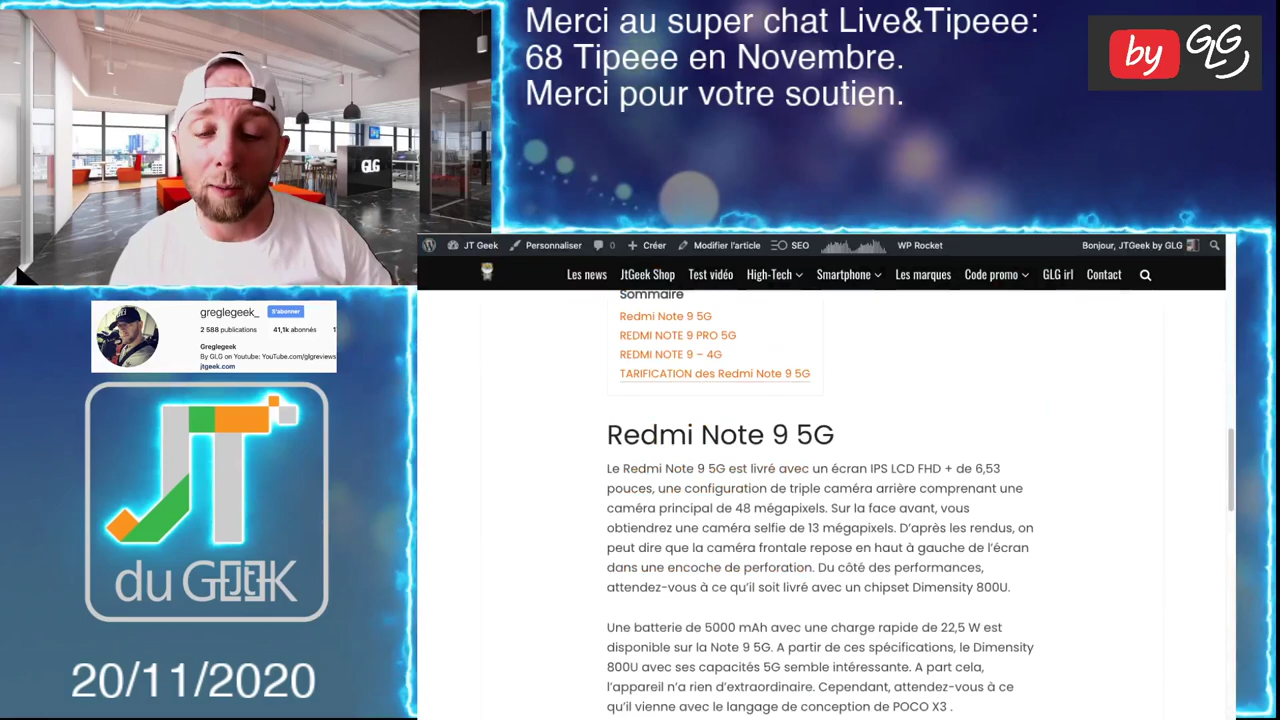 Merci au super chat Live&Tipeee:
68 Tipeee en Novembre.
Merci pour votre soutien.
by GLG
GLG
JT Geek
Personnaliser
0
Créer
Modifier l'article
SEO
WP Rocket
Bonjour, JTGeek by GLG
Les news
JtGeek Shop
Test vidéo
High-Tech
Smartphone
Les marques
Code promo
GLG irl
Contact
Sommaire
Redmi Note 9 5G
REDMI NOTE 9 PRO 5G
REDMI NOTE 9 – 4G
TARIFICATION des Redmi Note 9 5G
Redmi Note 9 5G
Le Redmi Note 9 5G est livré avec un écran IPS LCD FHD + de 6,53
pouces, une configuration de triple caméra arrière comprenant une
caméra principal de 48 mégapixels. Sur la face avant, vous
obtiendrez une caméra selfie de 13 mégapixels. D'après les rendus, on
peut dire que la caméra frontale repose en haut à gauche de l'écran
dans une encoche de perforation. Du côté des performances,
attendez-vous à ce qu'il soit livré avec un chipset Dimensity 800U.
Une batterie de 5000 mAh avec une charge rapide de 22,5 W est
disponible sur la Note 9 5G. A partir de ces spécifications, le Dimensity
800U avec ses capacités 5G semble intéressante. A part cela,
l'appareil n'a rien d'extraordinaire. Cependant, attendez-vous à ce
qu'il vienne avec le langage de conception de POCO X3 .
greglegeek_
S'abonner
2 588 publications
41,1k abonnés
1
Greglegeek
By GLG on Youtube: YouTube.com/glgreviews
jtgeek.com
JT
du GEEK
20/11/2020